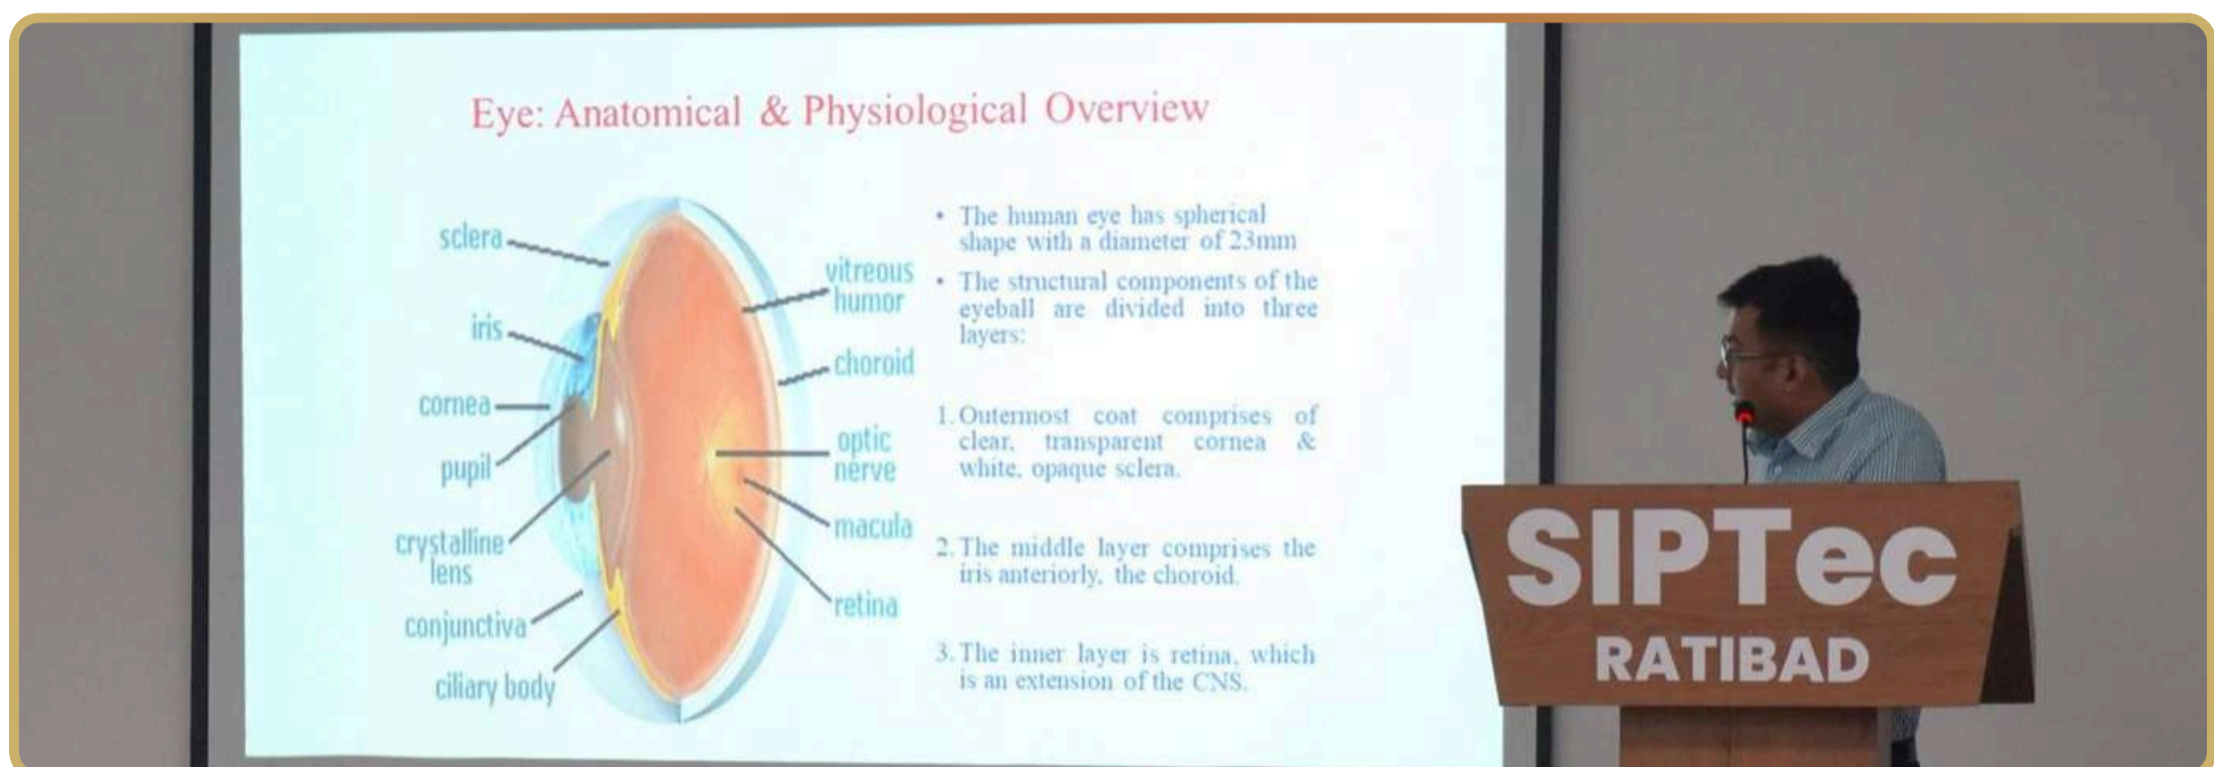 Eye: Anatomical & Physiological Overview
sclera
iris
cornea
pupil
crystalline
lens
conjunctiva
ciliary body
vitreous
humor
choroid
optic
nerve
macula
retina
• The human eye has spherical
shape with a diameter of 23mm
• The structural components of the
eyeball are divided into three
layers:
1. Outermost coat comprises of
clear, transparent cornea &
white, opaque sclera.
2. The middle layer comprises the
iris anteriorly, the choroid.
3. The inner layer is retina, which
is an extension of the CNS.
SIPTec
RATIBAD